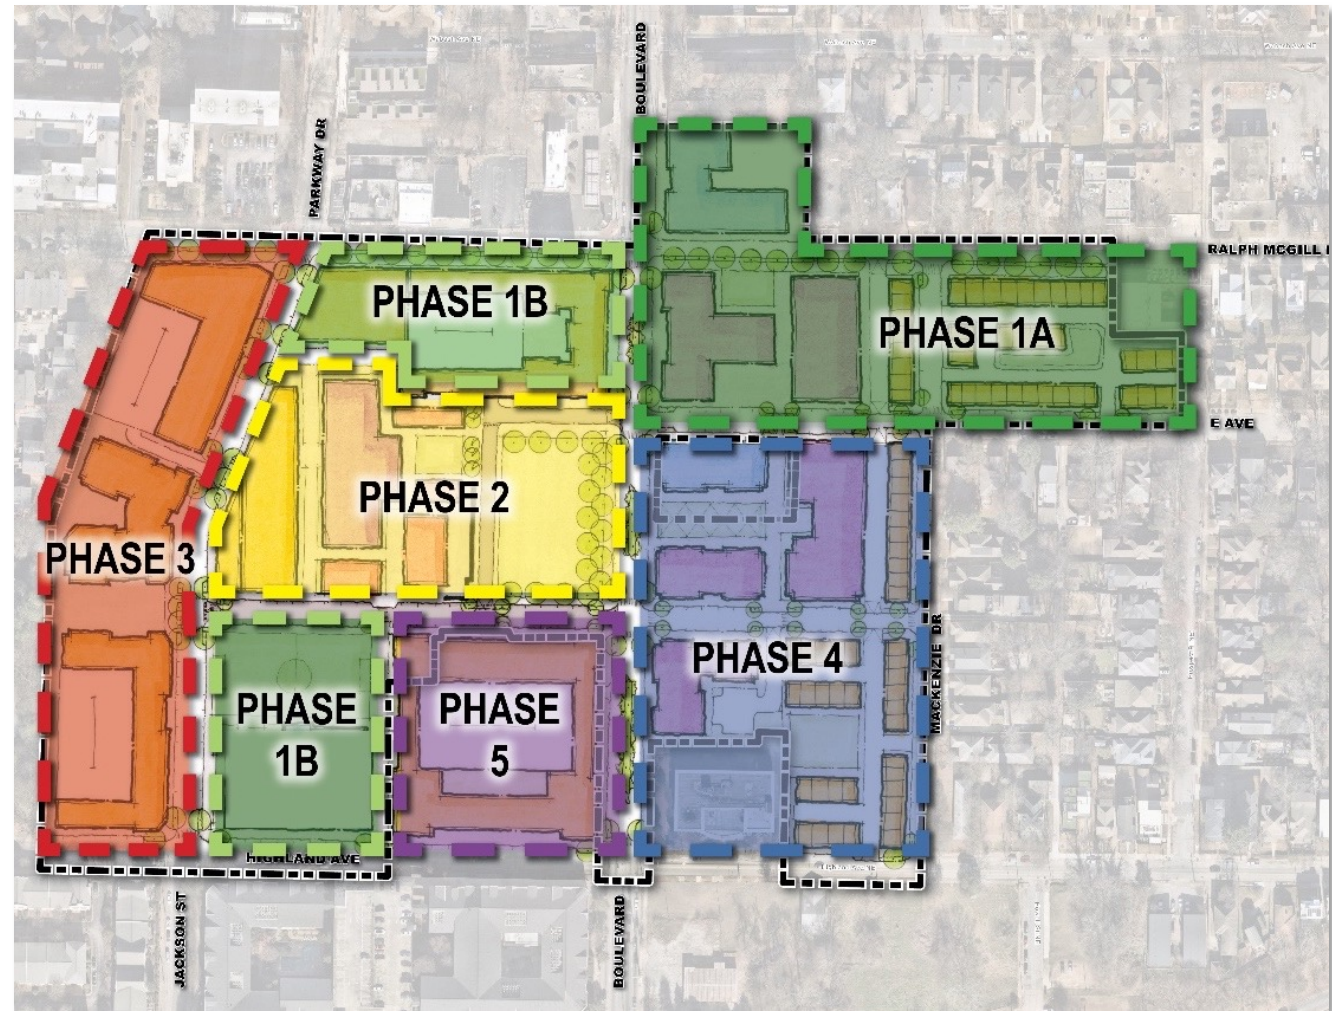 BOULEVARD
PARKWAY DR
RALPH MCGILL
PHASE 1B
PHASE 1A
E AVE
PHASE 2
PHASE 3
PHASE 4
MACKENZIE DR
PHASE
1B
PHASE
5
HIGHLAND AVE
JACKSON ST
BOULEVARD